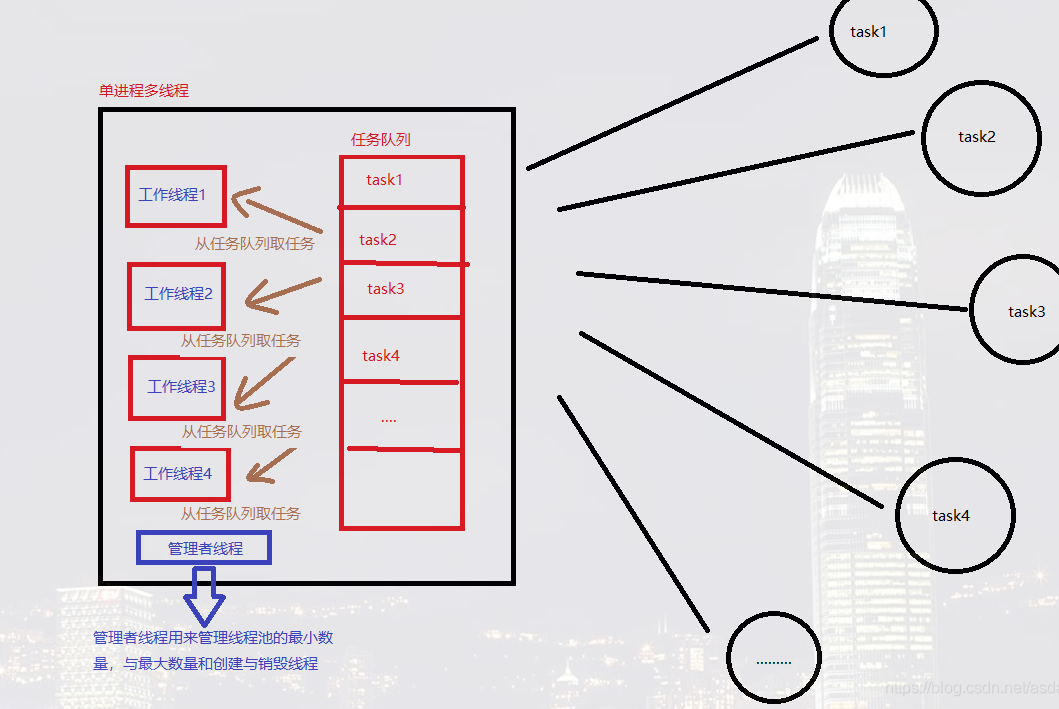 单进程多线程
任务队列
task1
task2
task3
task4
....
工作线程1
从任务队列取任务
工作线程2
从任务队列取任务
工作线程3
从任务队列取任务
工作线程4
从任务队列取任务
管理者线程
管理者线程用来管理线程池的最小数
量，与最大数量和创建与销毁线程
task1
task2
task3
task4
.........
https://blog.csdn.net/asdr